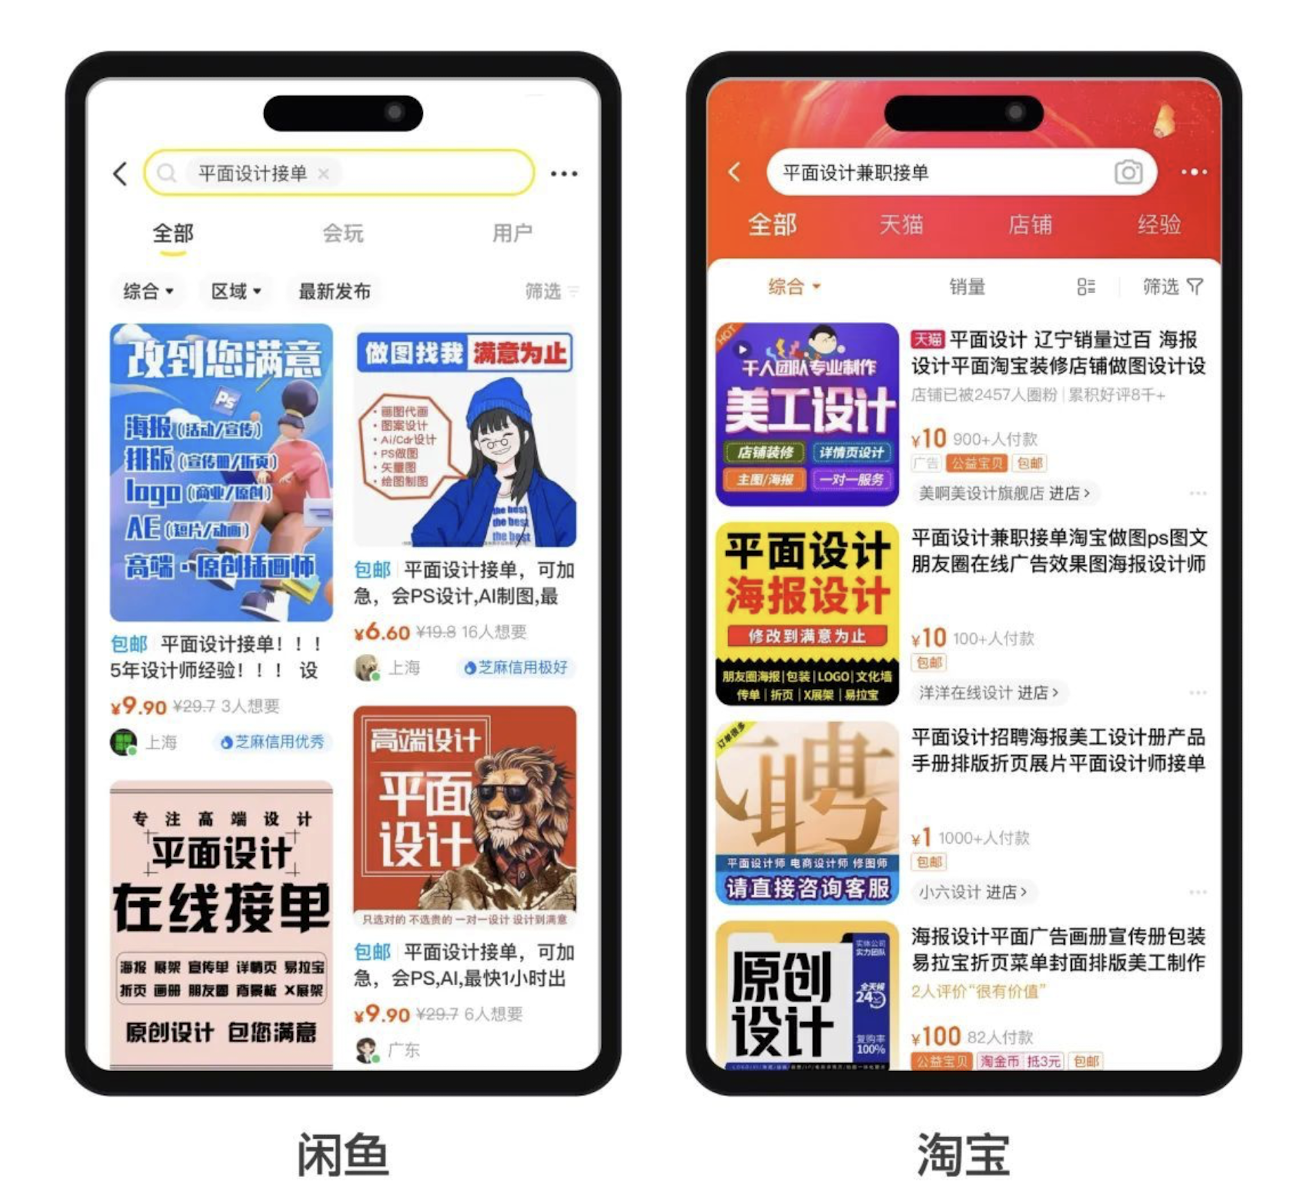 平面设计接单 ×
全部 会玩 用户
综合 区域 最新发布 筛选
改到您满意
Ps
海报(活动/宣传)
排版(宣传册/折页)
logo(商业/原创)
AE(短片/动画)
高端·原创插画师
包邮 平面设计接单！！！
5年设计师经验！！！ 设
¥9.90 ¥29.7 3人想要
上海 芝麻信用优秀
专注高端设计
平面设计
在线接单
海报 展架 宣传单 详情页 易拉宝
折页 画册 朋友圈 背景板 X展架
原创设计 包您满意
做图找我 满意为止
·画图代画
·图案设计
·Ai/Cdr设计
·PS做图
·矢量图
·绘图制图
the best
the best
the best
包邮 平面设计接单，可加
急，会PS设计,AI制图,最
¥6.60 ¥19.8 16人想要
上海 芝麻信用极好
高端设计
平面
设计
只选对的 不选贵的 一对一设计 设计到满意
包邮 平面设计接单，可加
急，会PS,AI,最快1小时出
¥9.90 ¥29.7 6人想要
广东
闲鱼
平面设计兼职接单
全部 天猫 店铺 经验
综合 销量 筛选
HOT
千人团队专业制作
美工设计
店铺装修 详情页设计
主图/海报 一对一服务
天猫 平面设计 辽宁销量过百 海报
设计平面淘宝装修店铺做图设计设
店铺已被2457人圈粉 | 累积好评8千+
¥10 900+人付款
广告 公益宝贝 包邮
美啊美设计旗舰店 进店>
平面设计
海报设计
修改到满意为止
朋友圈海报|包装|LOGO|文化墙
传单|折页|X展架|易拉宝
平面设计兼职接单淘宝做图ps图文
朋友圈在线广告效果图海报设计师
¥10 100+人付款
包邮
洋洋在线设计 进店>
订单很多
聘
平面设计师 电商设计师 修图师
请直接咨询客服
平面设计招聘海报美工设计册产品
手册排版折页展片平面设计师接单
¥1 1000+人付款
包邮
小六设计 进店>
原创
设计
实体公司
实力团队
全天候
24
复购率
100%
海报设计平面广告画册宣传册包装
易拉宝折页菜单封面排版美工制作
2人评价“很有价值”
¥100 82人付款
公益宝贝 淘金币 抵3元 包邮
淘宝